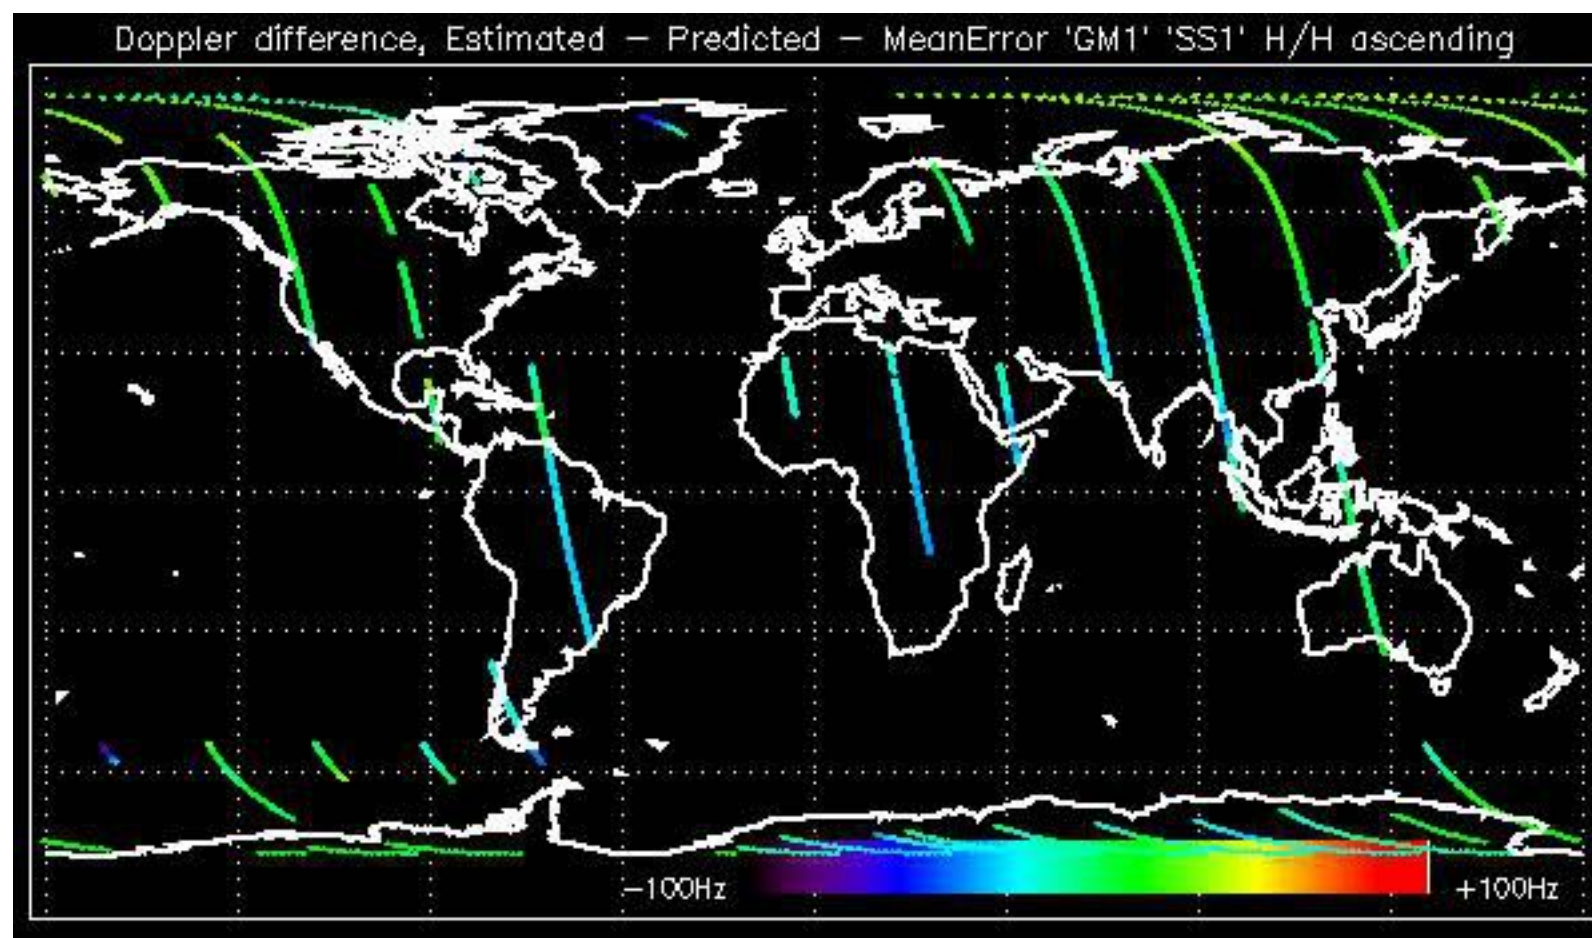 Doppler difference, Estimated – Predicted – MeanError 'GM1' 'SS1' H/H ascending
–100Hz
+100Hz